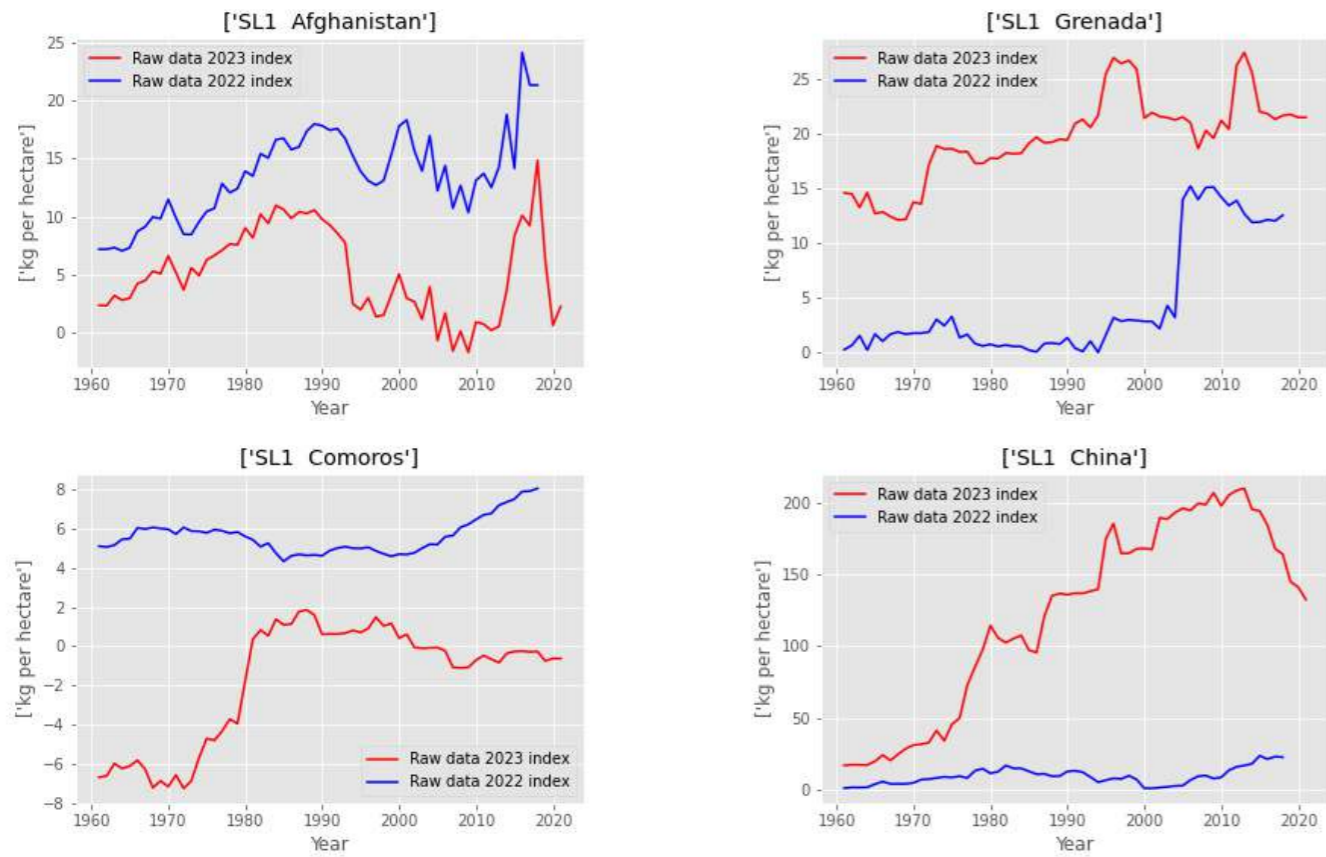 ['SL1  Afghanistan']
Raw data 2023 index
Raw data 2022 index
['kg per hectare']
25
20
15
10
5
0
1960 1970 1980 1990 2000 2010 2020
Year
['SL1  Grenada']
Raw data 2023 index
Raw data 2022 index
['kg per hectare']
25
20
15
10
5
0
1960 1970 1980 1990 2000 2010 2020
Year
['SL1  Comoros']
Raw data 2023 index
Raw data 2022 index
['kg per hectare']
8
6
4
2
0
−2
−4
−6
−8
1960 1970 1980 1990 2000 2010 2020
Year
['SL1  China']
Raw data 2023 index
Raw data 2022 index
['kg per hectare']
200
150
100
50
0
1960 1970 1980 1990 2000 2010 2020
Year